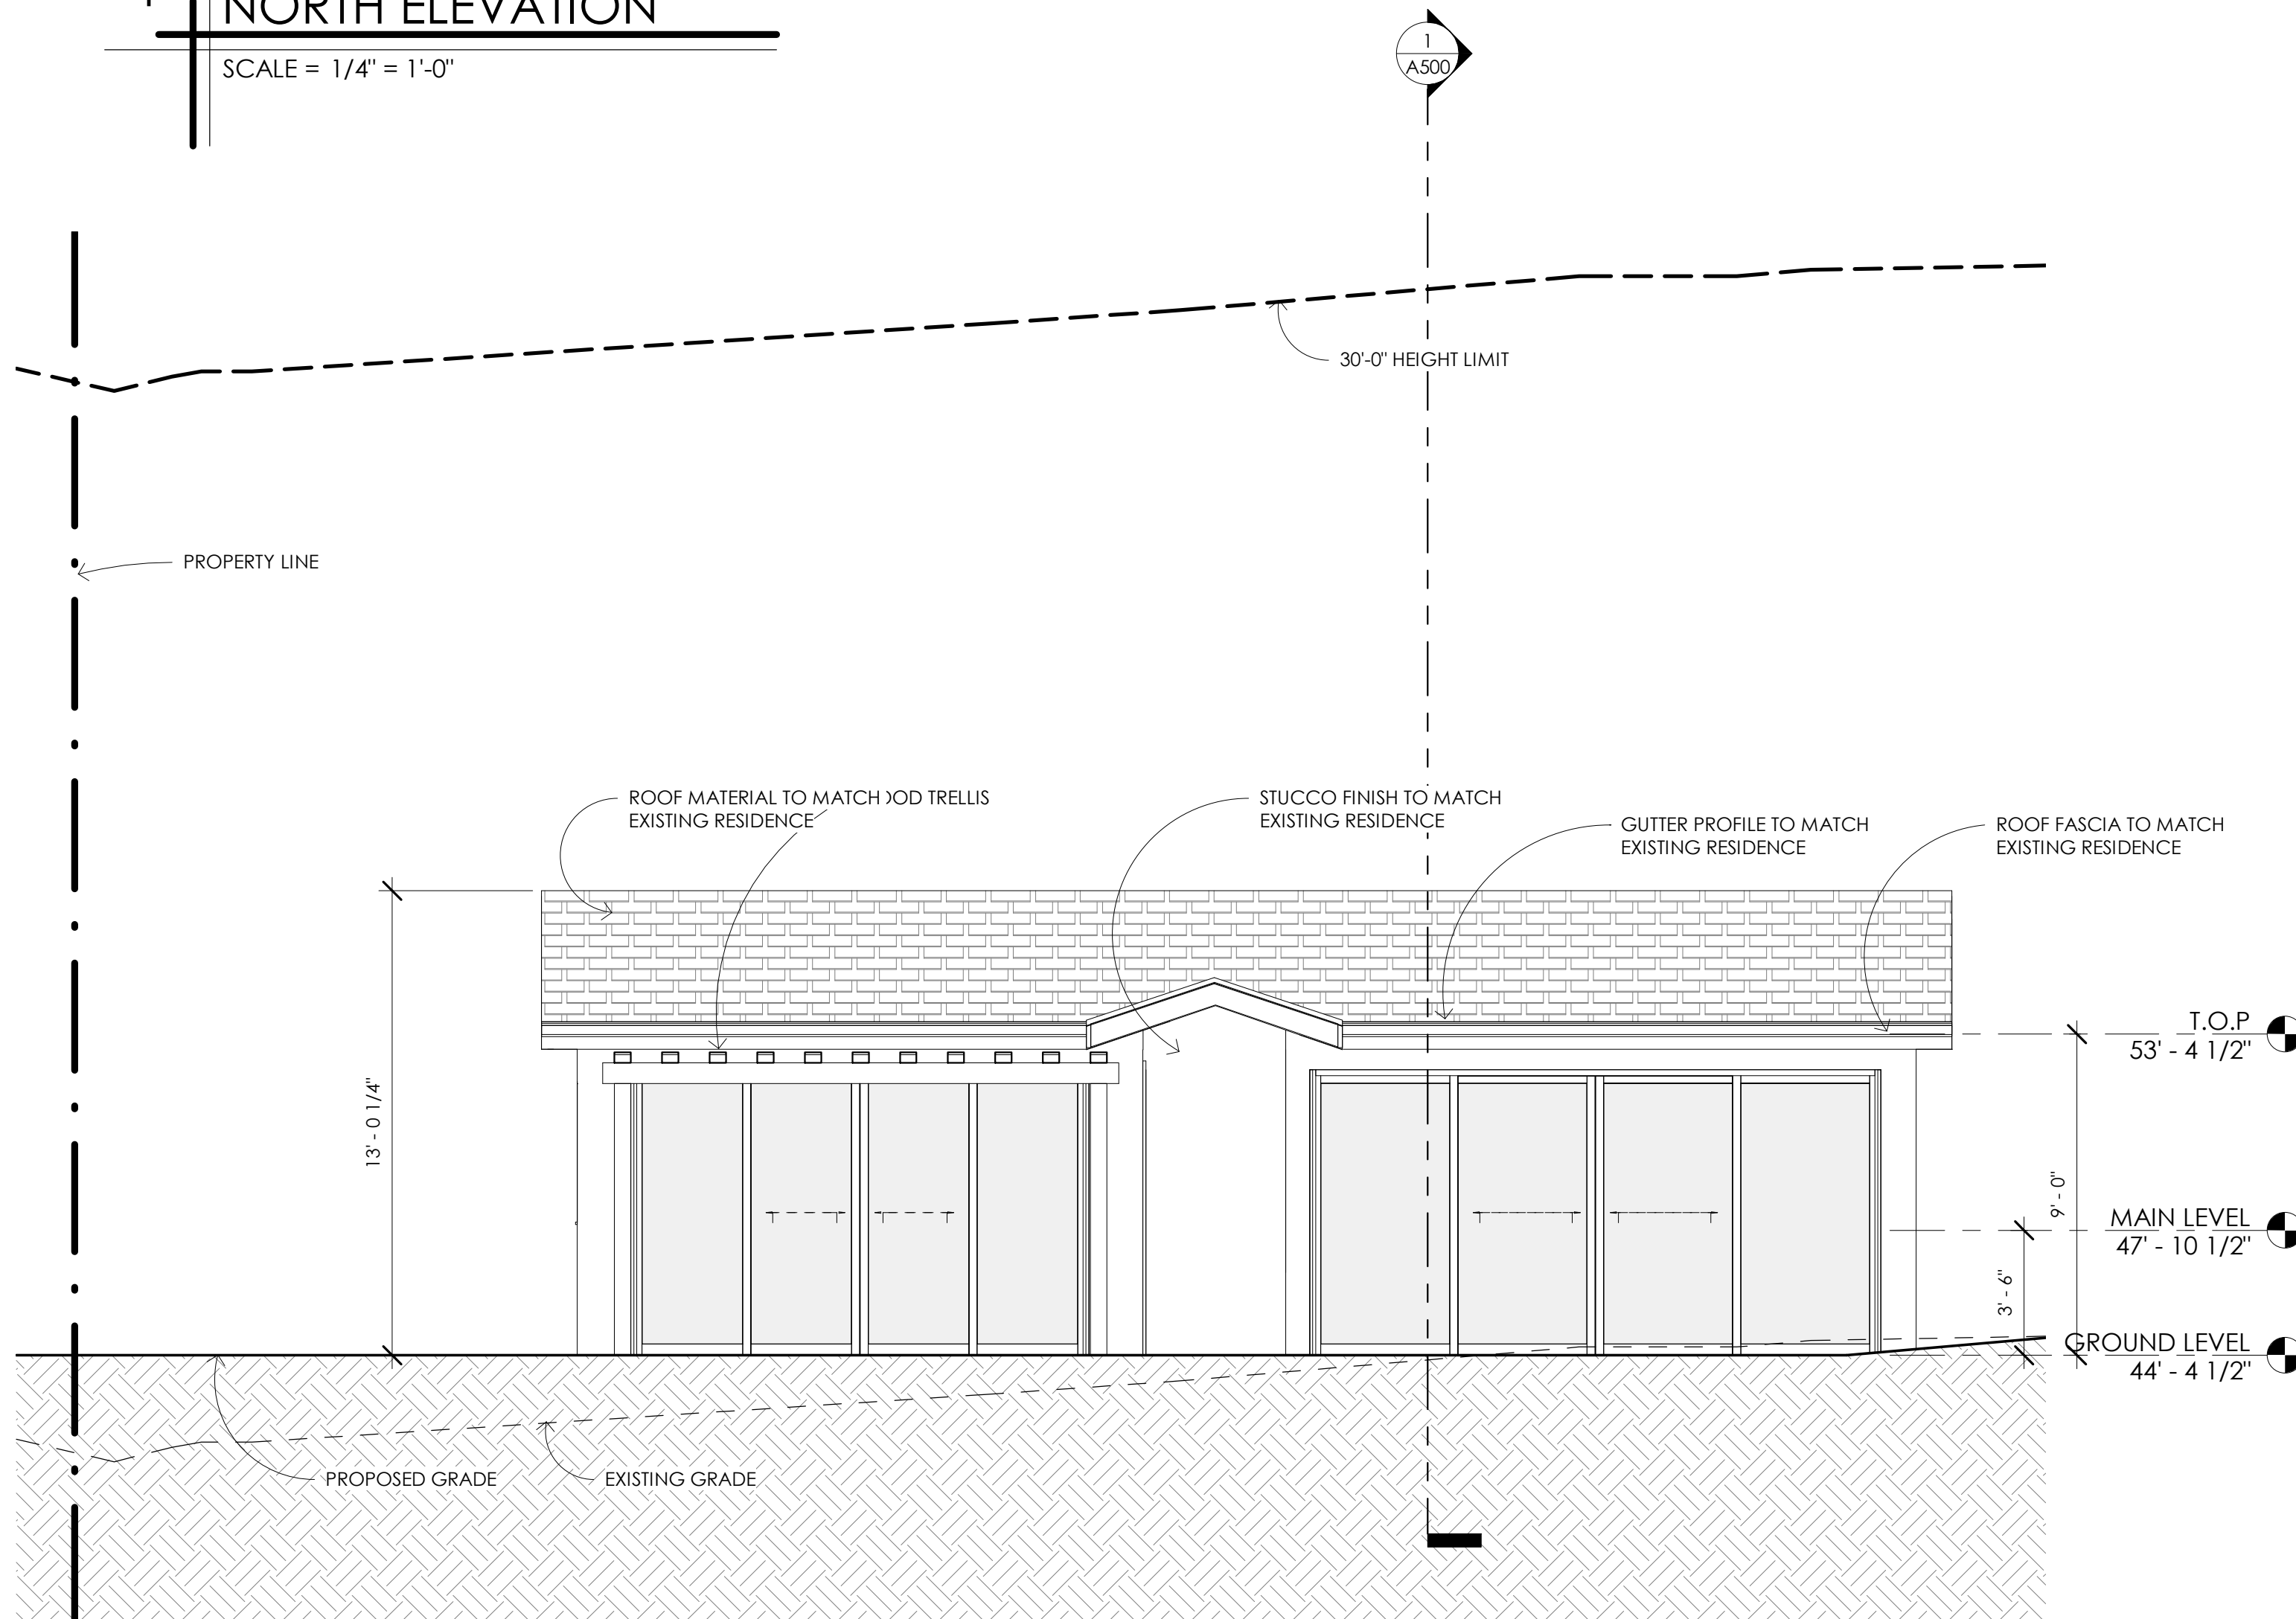 NORTH ELEVATION
SCALE = 1/4" = 1'-0"
1
A500
30'-0" HEIGHT LIMIT
PROPERTY LINE
ROOF MATERIAL TO MATCH
EXISTING RESIDENCE
TRELLIS
STUCCO FINISH TO MATCH
EXISTING RESIDENCE
GUTTER PROFILE TO MATCH
EXISTING RESIDENCE
ROOF FASCIA TO MATCH
EXISTING RESIDENCE
T.O.P
53' - 4 1/2"
13' - 0 1/4"
9' - 0"
MAIN LEVEL
47' - 10 1/2"
3' - 6"
GROUND LEVEL
44' - 4 1/2"
PROPOSED GRADE
EXISTING GRADE